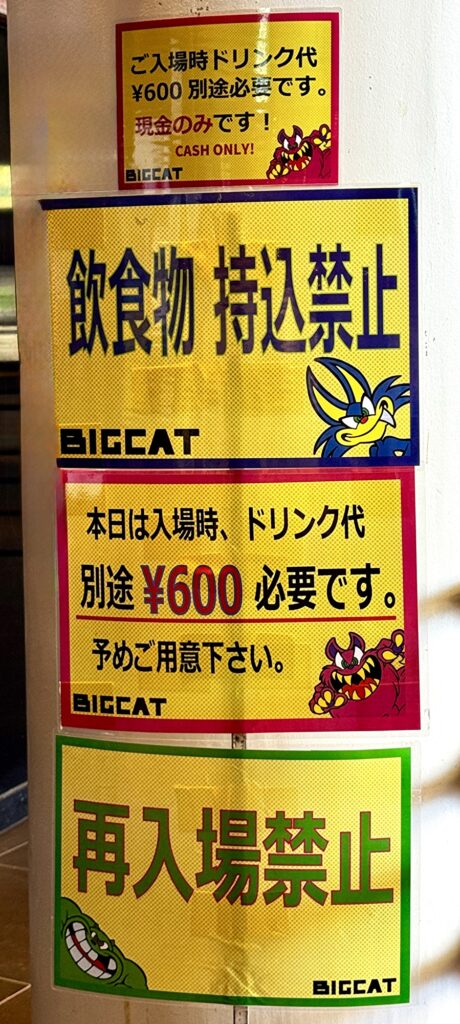 ご入場時ドリンク代
¥600 別途必要です。
現金のみです！
CASH ONLY!
BIGCAT
飲食物 持込禁止
BIGCAT
本日は入場時、ドリンク代
別途 ¥600 必要です。
予めご用意下さい。
BIGCAT
再入場禁止
BIGCAT